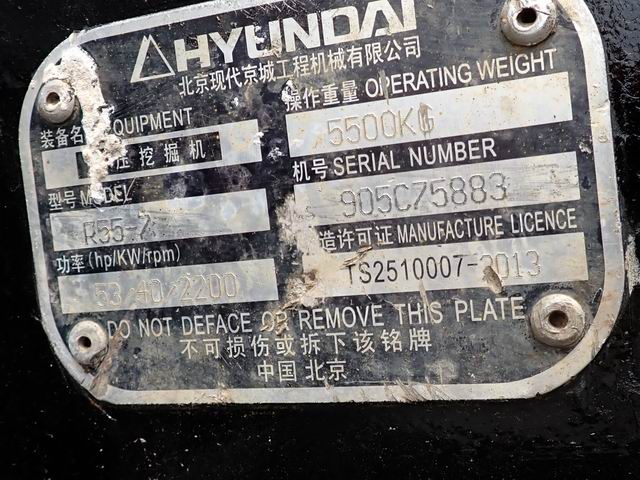 HYUNDAI
北京现代京城工程机械有限公司
操作重量 OPERATING WEIGHT
5500KG
装备名 EQUIPMENT
压挖掘机
机号 SERIAL NUMBER
905C75883
型号 MODEL
R55-7
造许可证 MANUFACTURE LICENCE
TS2510007-2013
功率 (hp/KW/rpm)
53/40/2200
DO NOT DEFACE OR REMOVE THIS PLATE
不可损伤或拆下该铭牌
中国 北京